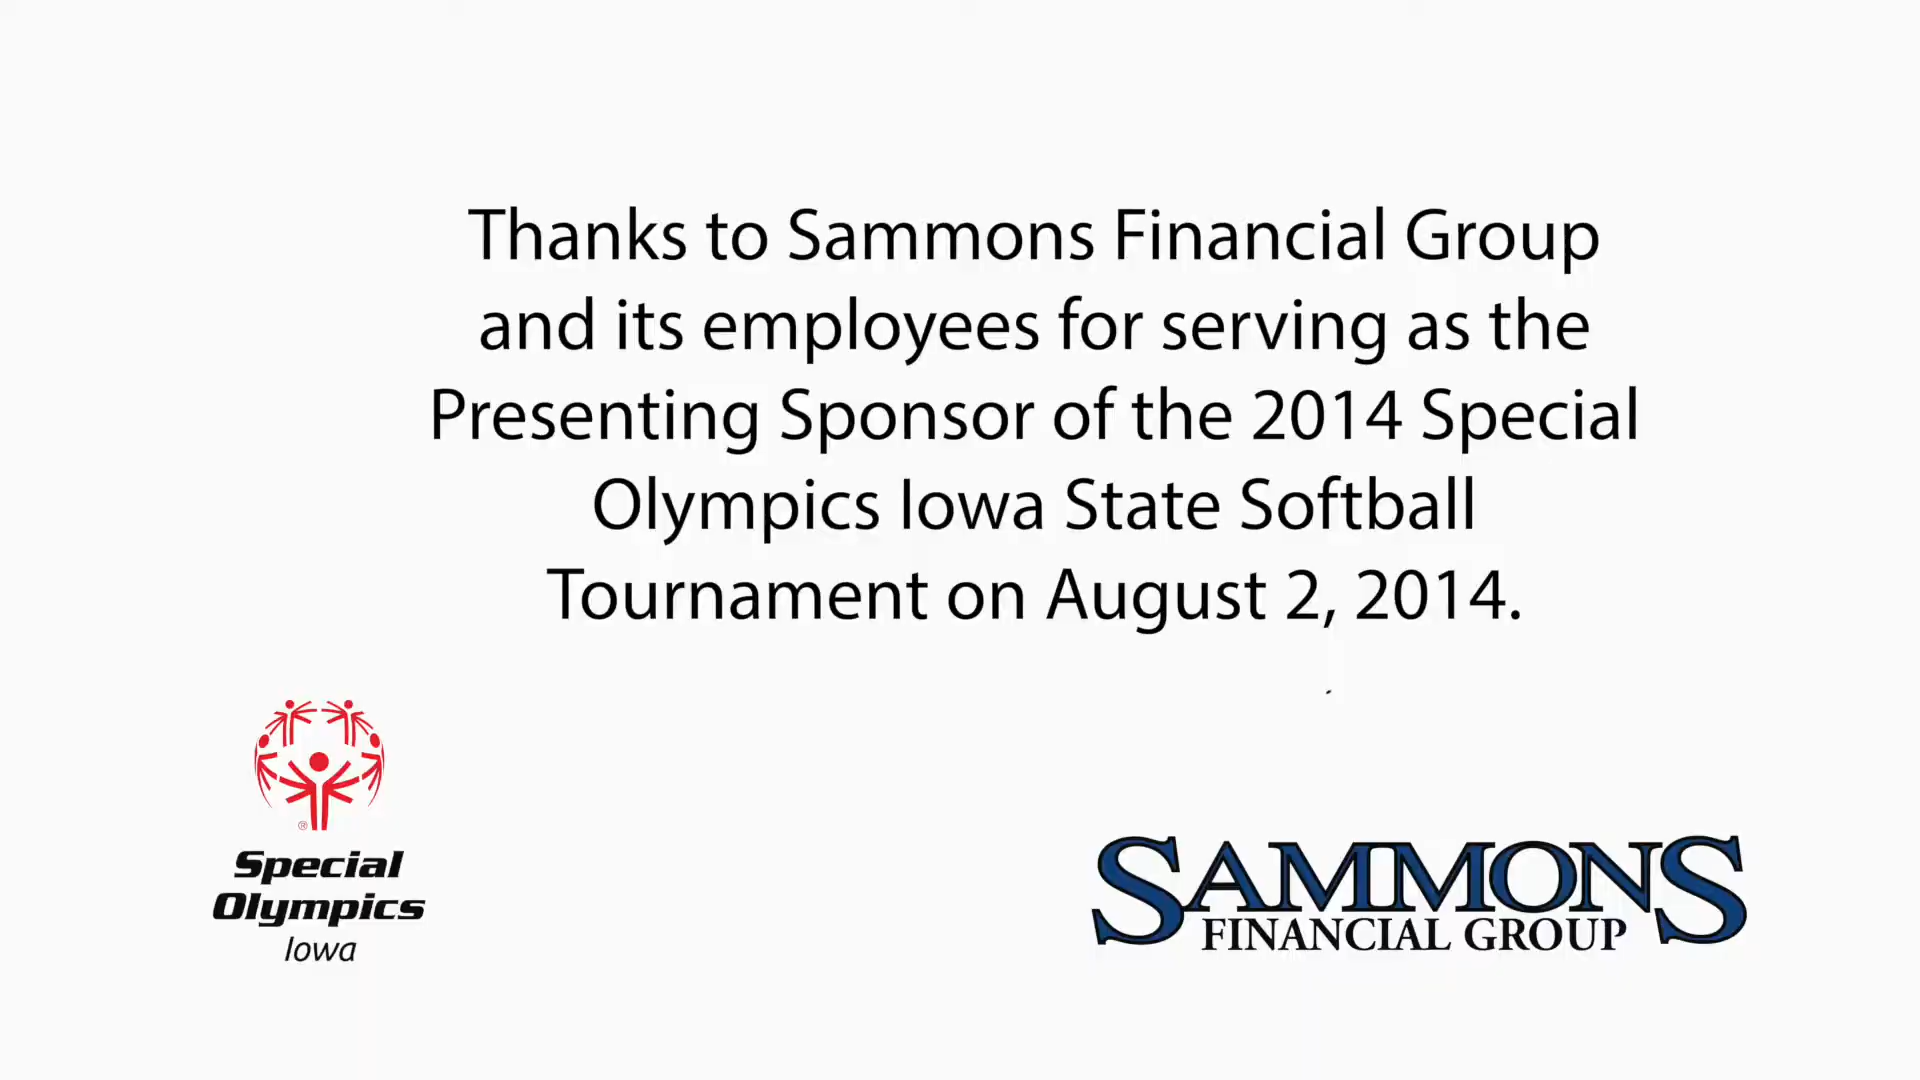 Thanks to Sammons Financial Group
and its employees for serving as the
Presenting Sponsor of the 2014 Special
Olympics Iowa State Softball
Tournament on August 2, 2014.
®
Special
Olympics
Iowa
SAMMONS
FINANCIAL GROUP